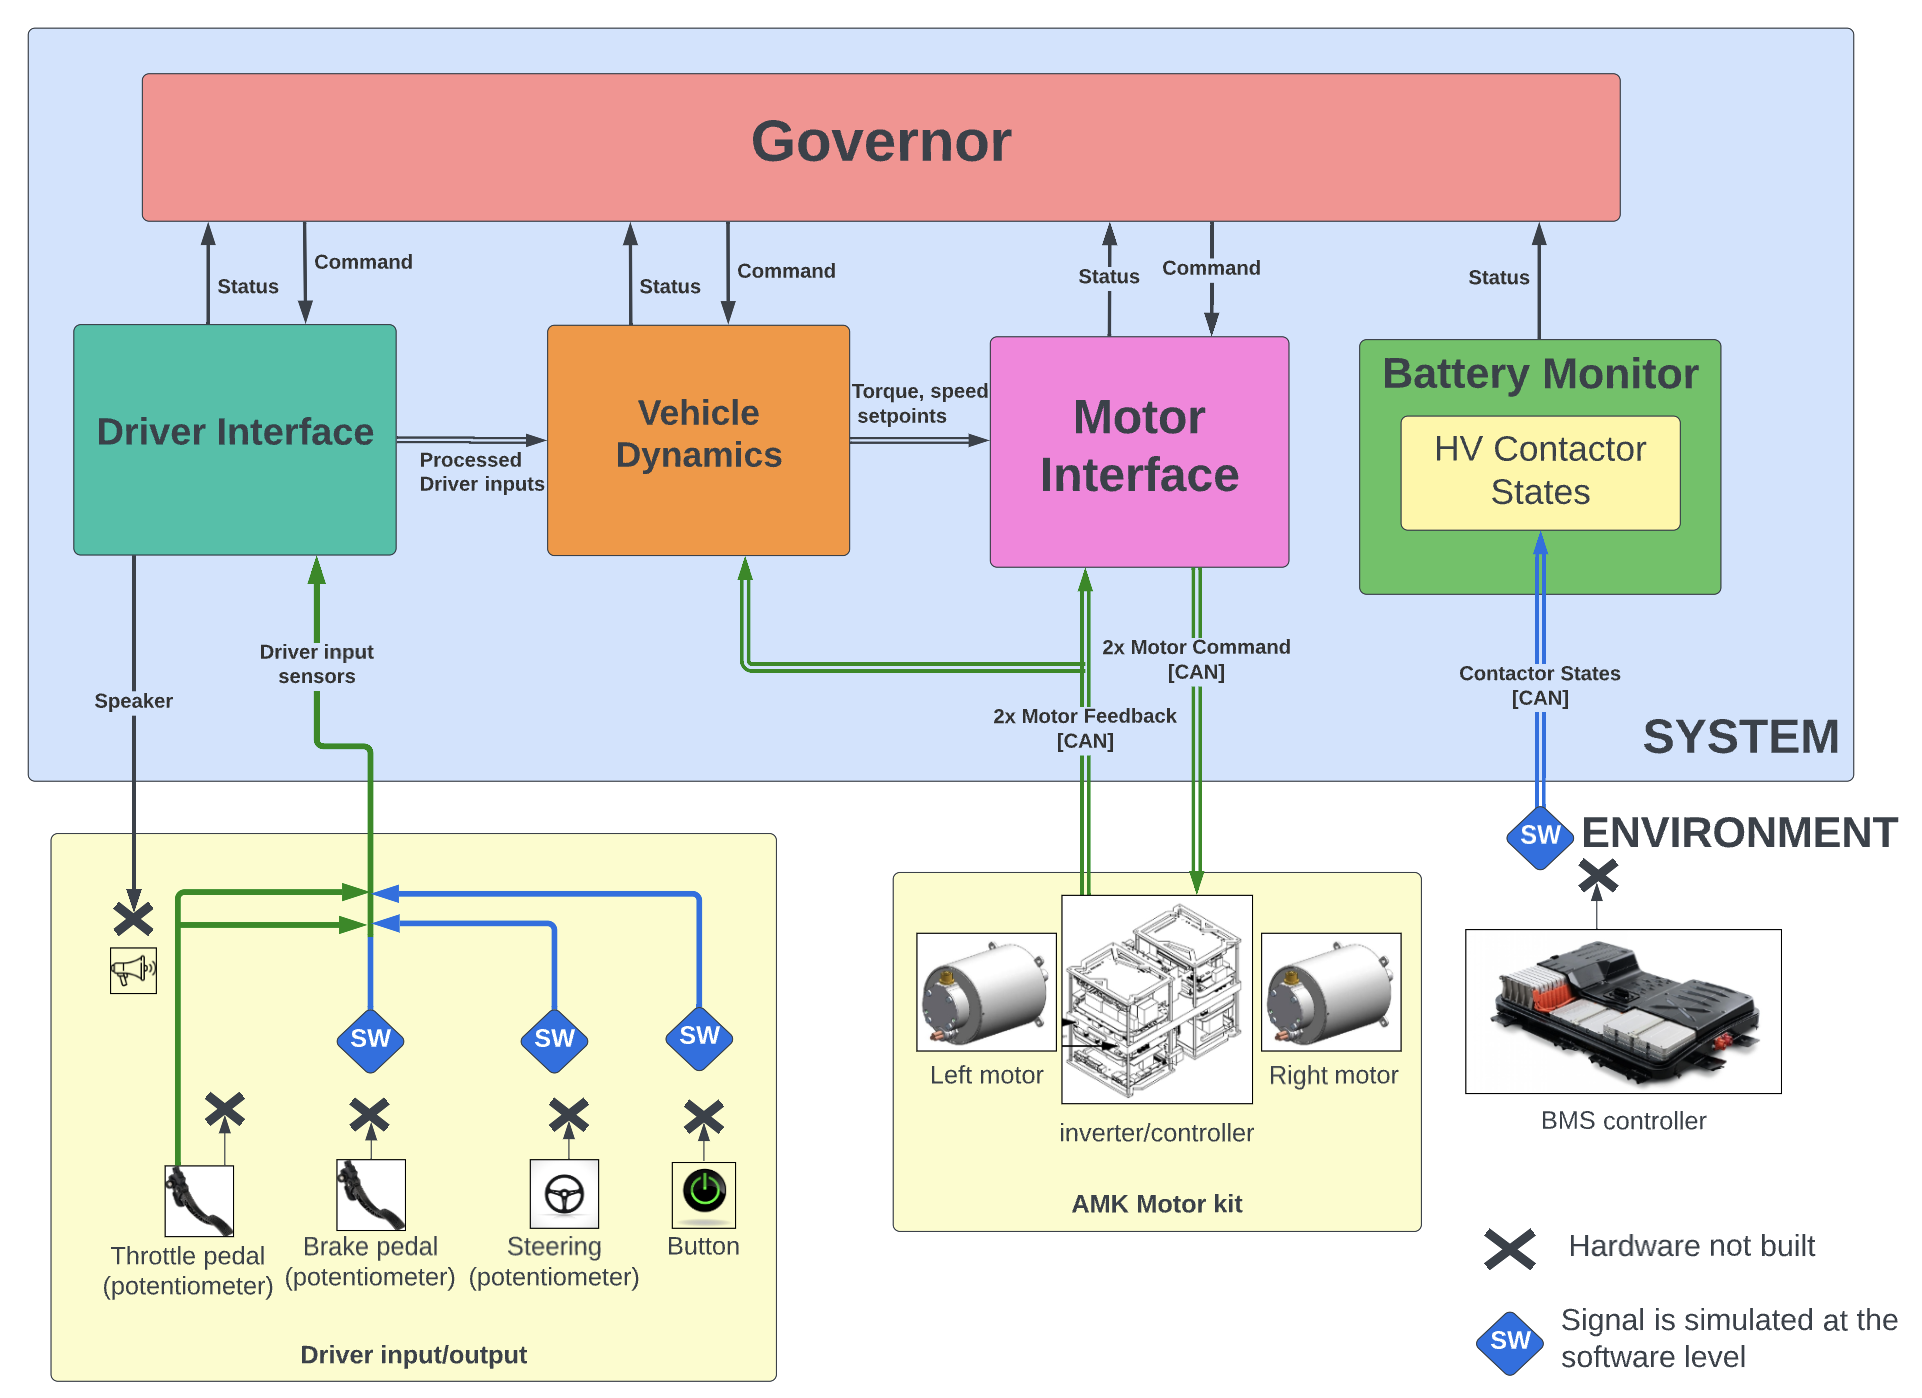 Governor
Status
Command
Status
Command
Status
Command
Status
Driver Interface
Processed
Driver inputs
Vehicle
Dynamics
Torque, speed
setpoints
Motor
Interface
Battery Monitor
HV Contactor
States
Speaker
Driver input
sensors
2x Motor Command
[CAN]
2x Motor Feedback
[CAN]
Contactor States
[CAN]
SYSTEM
SW
ENVIRONMENT
SW
SW
SW
Throttle pedal
(potentiometer)
Brake pedal
(potentiometer)
Steering
(potentiometer)
Button
Driver input/output
Left motor
inverter/controller
Right motor
AMK Motor kit
BMS controller
Hardware not built
SW
Signal is simulated at the
software level